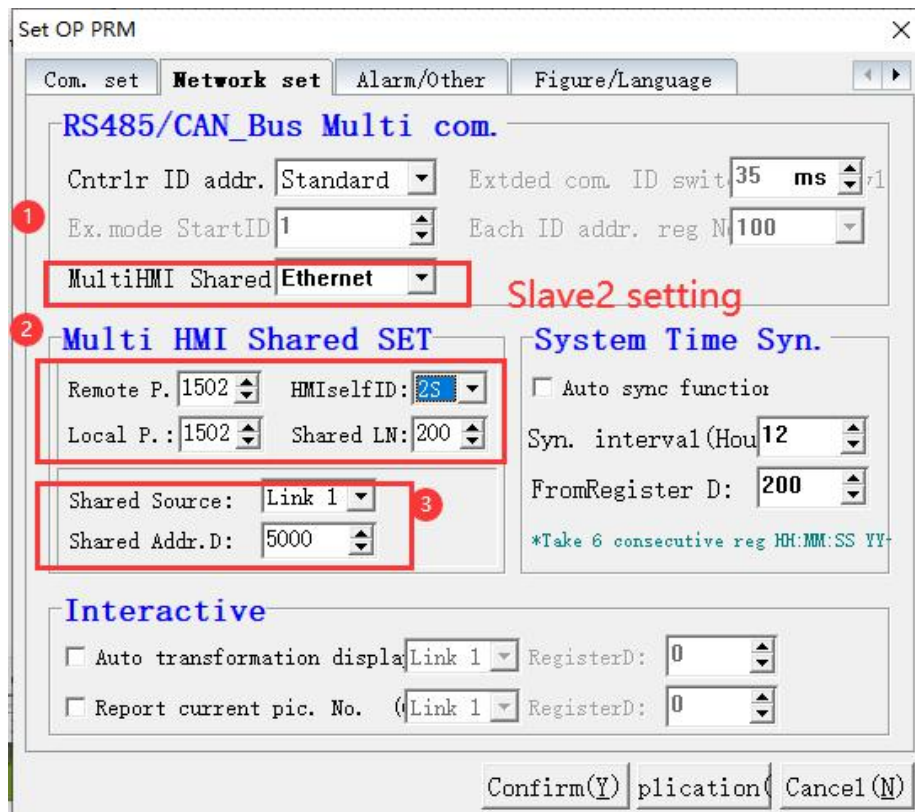 Set OP PRM
Com. set Network set Alarm/Other Figure/Language
RS485/CAN_Bus Multi com.
Cntrlr ID addr. Standard Extded com. ID swit 35 ms
1
Ex.mode StartID 1 Each ID addr. reg N 100
MultiHMI Shared Ethernet
Slave2 setting
2
Multi HMI Shared SET
Remote P. 1502 HMIselfID: 2S
Local P.: 1502 Shared LN: 200
Shared Source: Link 1
3
Shared Addr.D: 5000
System Time Syn.
Auto sync function
Syn. interval(Hou 12
FromRegister D: 200
*Take 6 consecutive reg HH:MM:SS YY-
Interactive
Auto transformation displa Link 1 RegisterD: 0
Report current pic. No. ( Link 1 RegisterD: 0
Confirm(Y) plication( Cancel(N)